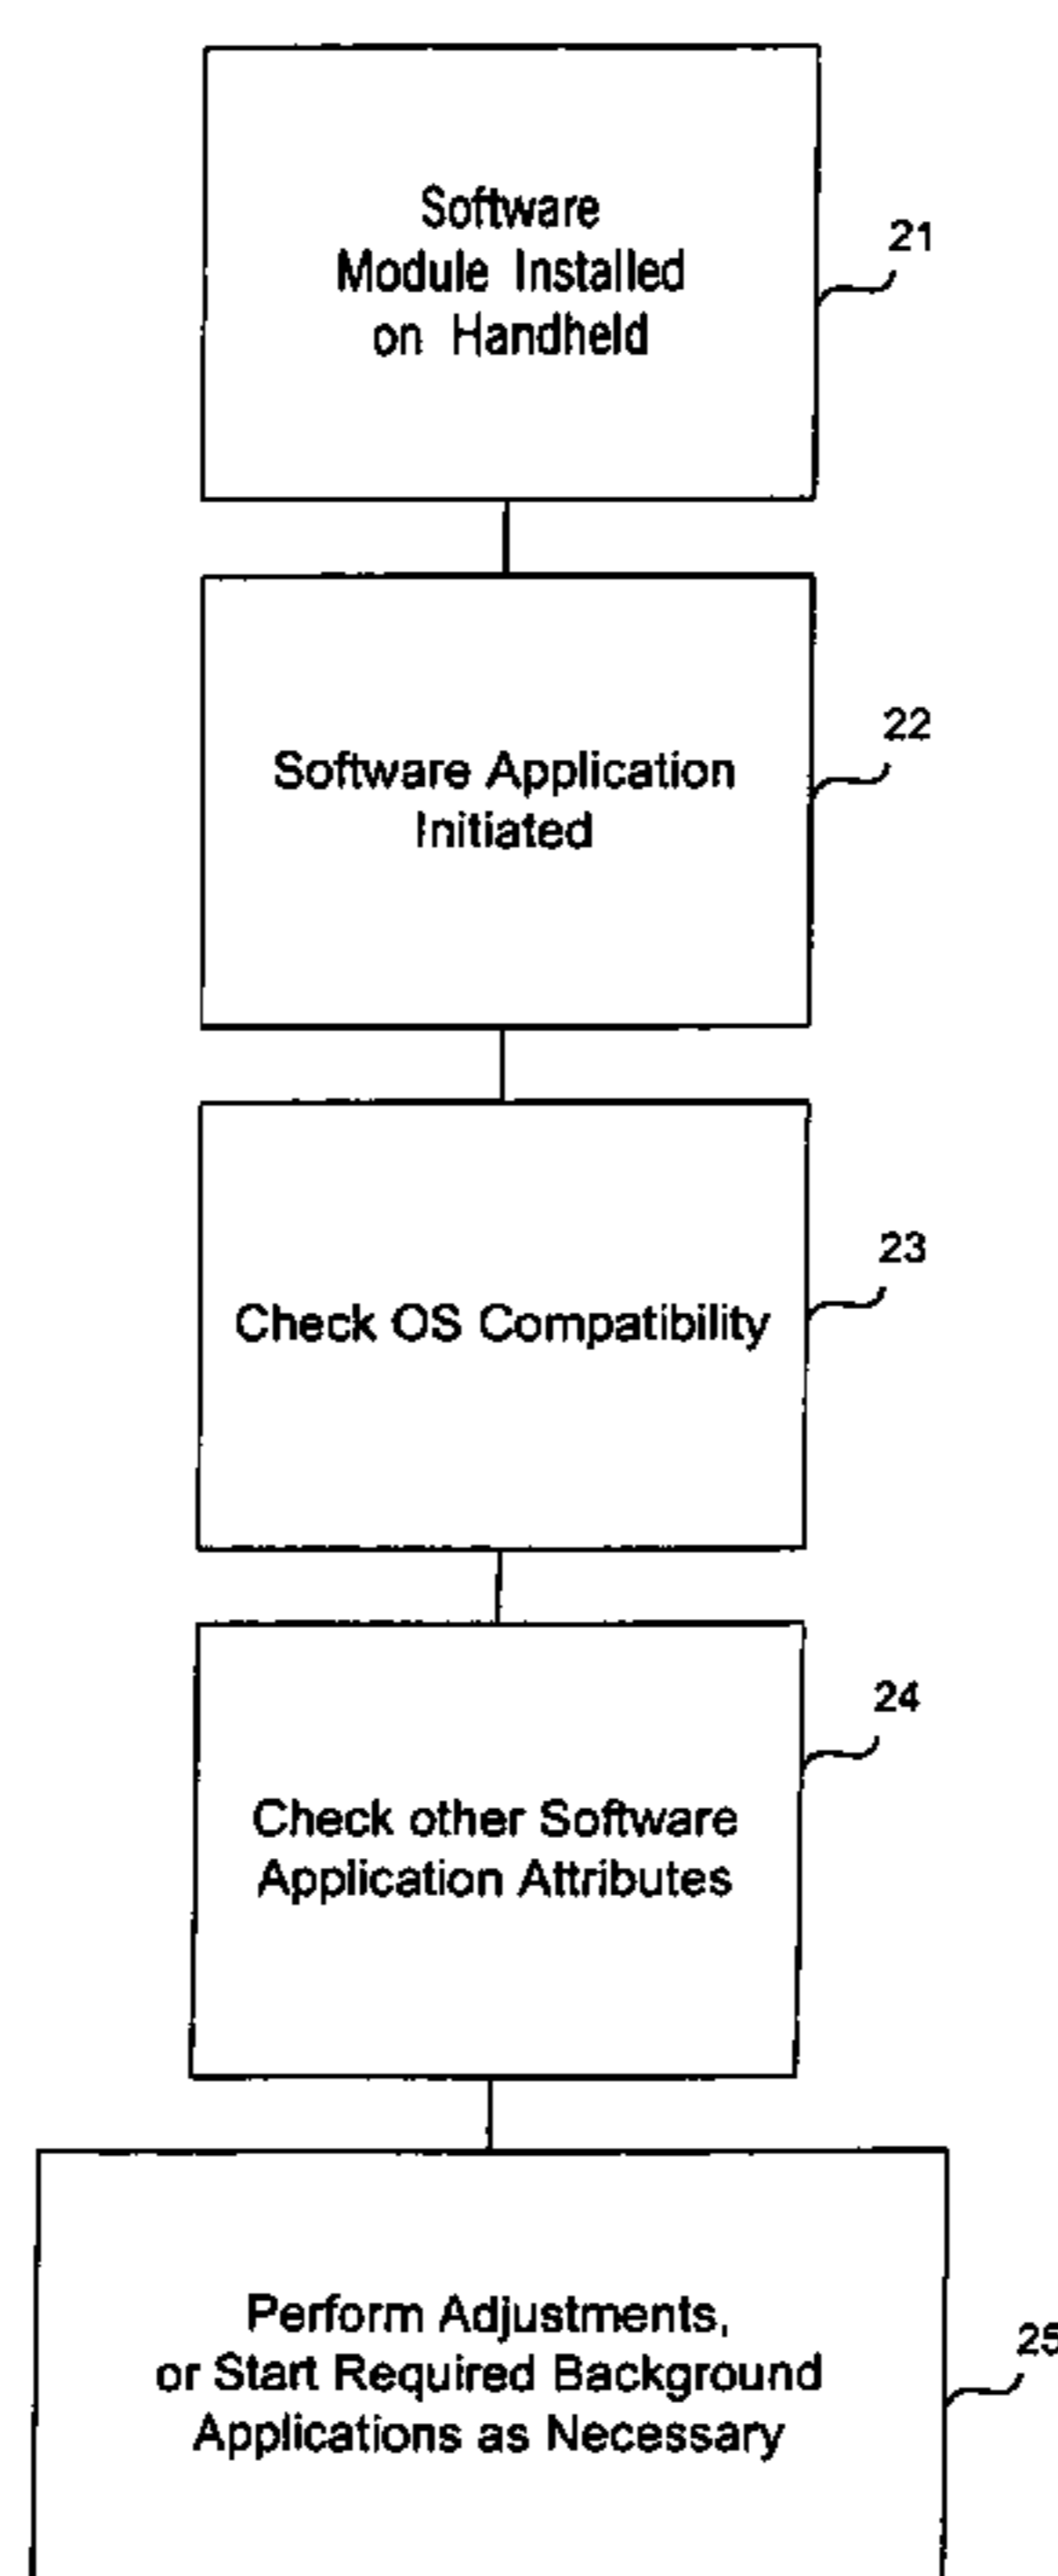 Software
Module Installed
on Handheld
21
Software Application
Initiated
22
Check OS Compatibility
23
Check other Software
Application Attributes
24
Perform Adjustments,
or Start Required Background
Applications as Necessary
25